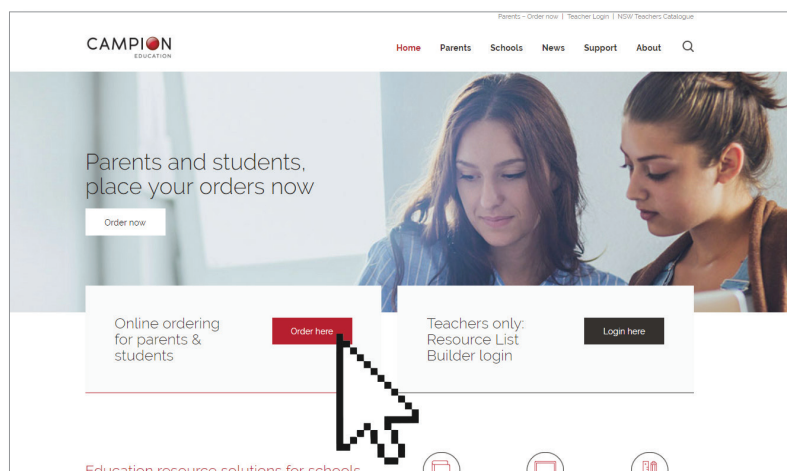 Parents – Order now | Teacher Login | NSW Teachers Catalogue
CAMPION
EDUCATION
Home Parents Schools News Support About
Parents and students,
place your orders now
Order now
Online ordering
for parents &
students
Order here
Teachers only:
Resource List
Builder login
Login here
Education resource solutions for schools